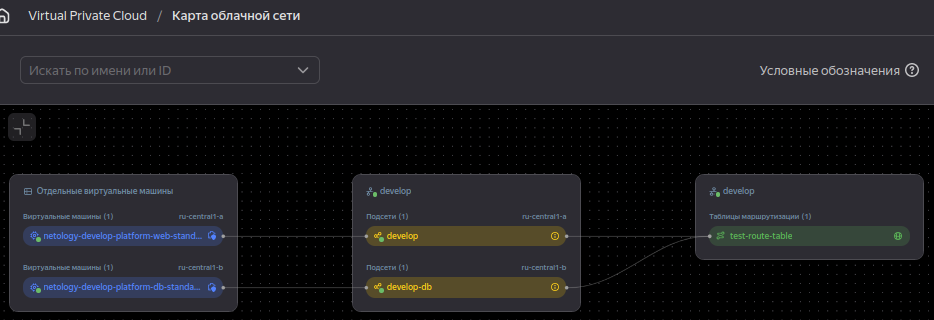 Virtual Private Cloud / Карта облачной сети
Искать по имени или ID
Условные обозначения
Отдельные виртуальные машины
Виртуальные машины (1) ru-central1-a
netology-develop-platform-web-stand...
Виртуальные машины (1) ru-central1-b
netology-develop-platform-db-standa...
develop
Подсети (1) ru-central1-a
develop
Подсети (1) ru-central1-b
develop-db
develop
Таблицы маршрутизации (1)
test-route-table